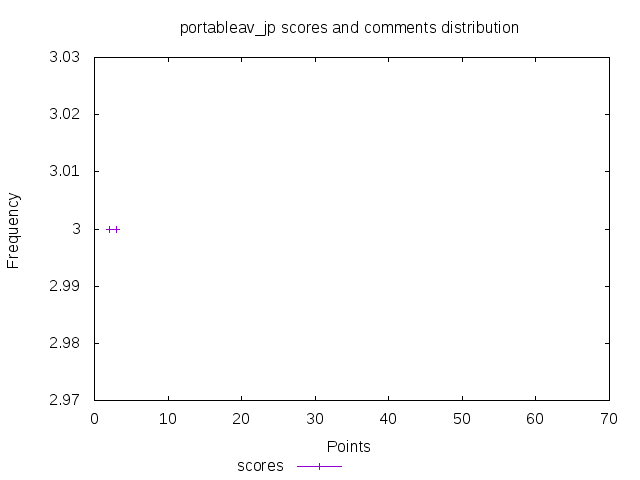 portableav_jp scores and comments distribution
3.03
3.02
3.01
3
2.99
2.98
2.97
Frequency
0 10 20 30 40 50 60 70
Points
scores